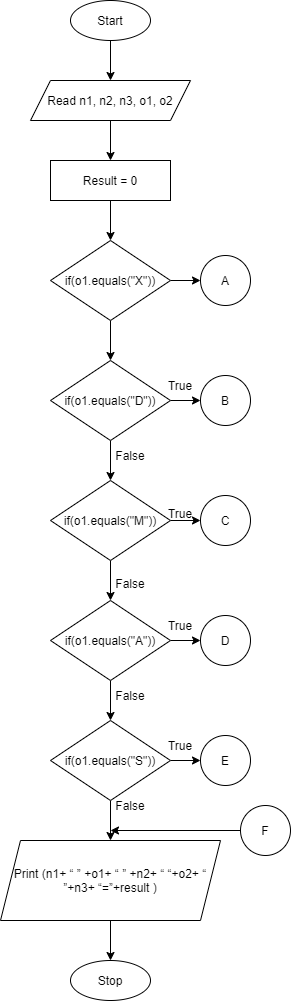 Start
Read n1, n2, n3, o1, o2
Result = 0
if(o1.equals("X"))
A
if(o1.equals("D"))
True
B
False
if(o1.equals("M"))
True
C
False
if(o1.equals("A"))
True
D
False
if(o1.equals("S"))
True
E
False
F
Print (n1+ “ ” +o1+ “ ” +n2+ “ “+o2+ “
”+n3+ “=”+result )
Stop